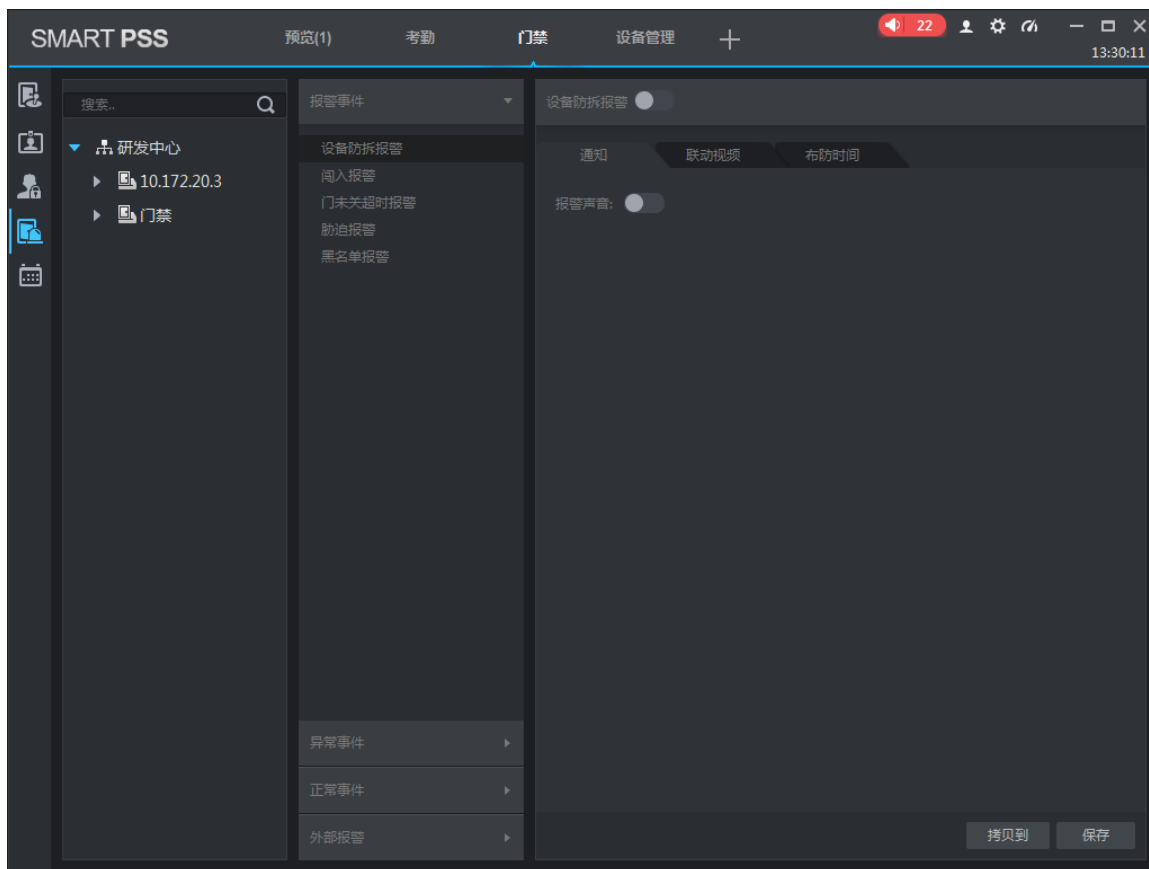 SMART PSS
预览(1)
考勤
门禁
设备管理
22
13:30:11
搜索..
研发中心
10.172.20.3
门禁
报警事件
设备防拆报警
闯入报警
门未关超时报警
胁迫报警
黑名单报警
异常事件
正常事件
外部报警
设备防拆报警
通知
联动视频
布防时间
报警声音:
拷贝到
保存